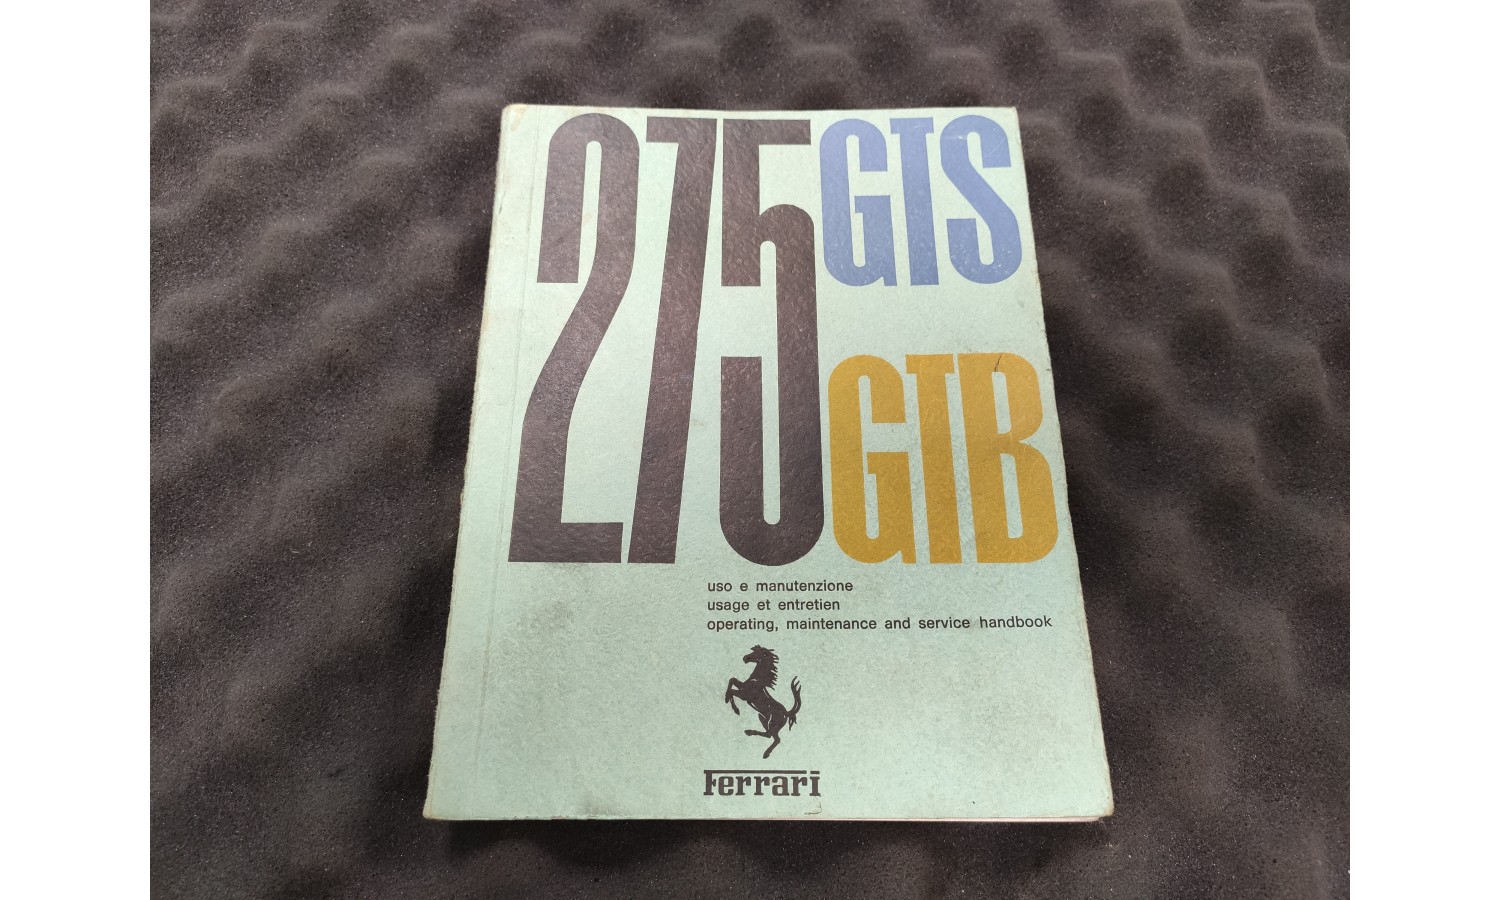 275 GTS
GTB
uso e manutenzione
usage et entretien
operating, maintenance and service handbook
Ferrari